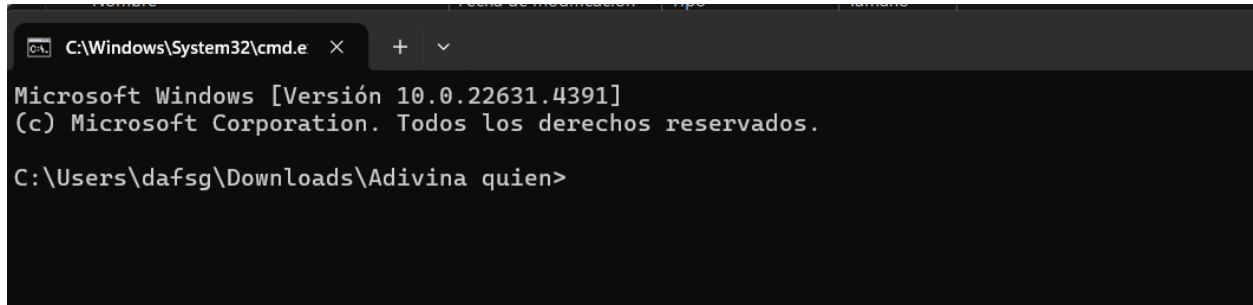 C:\Windows\System32\cmd.e
Microsoft Windows [Versión 10.0.22631.4391]
(c) Microsoft Corporation. Todos los derechos reservados.
C:\Users\dafsg\Downloads\Adivina quien>